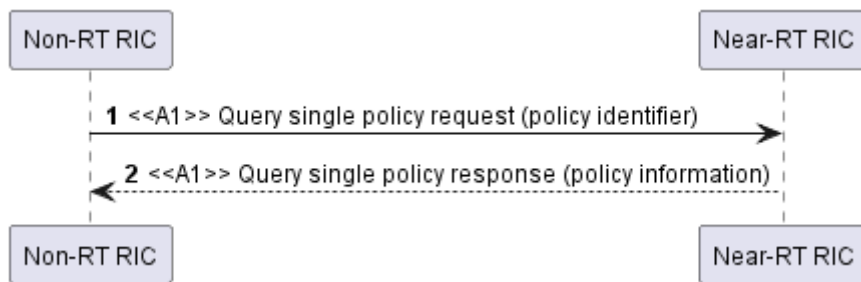 Non-RT RIC
Near-RT RIC
1 <<A1>> Query single policy request (policy identifier)
2 <<A1>> Query single policy response (policy information)
Non-RT RIC
Near-RT RIC